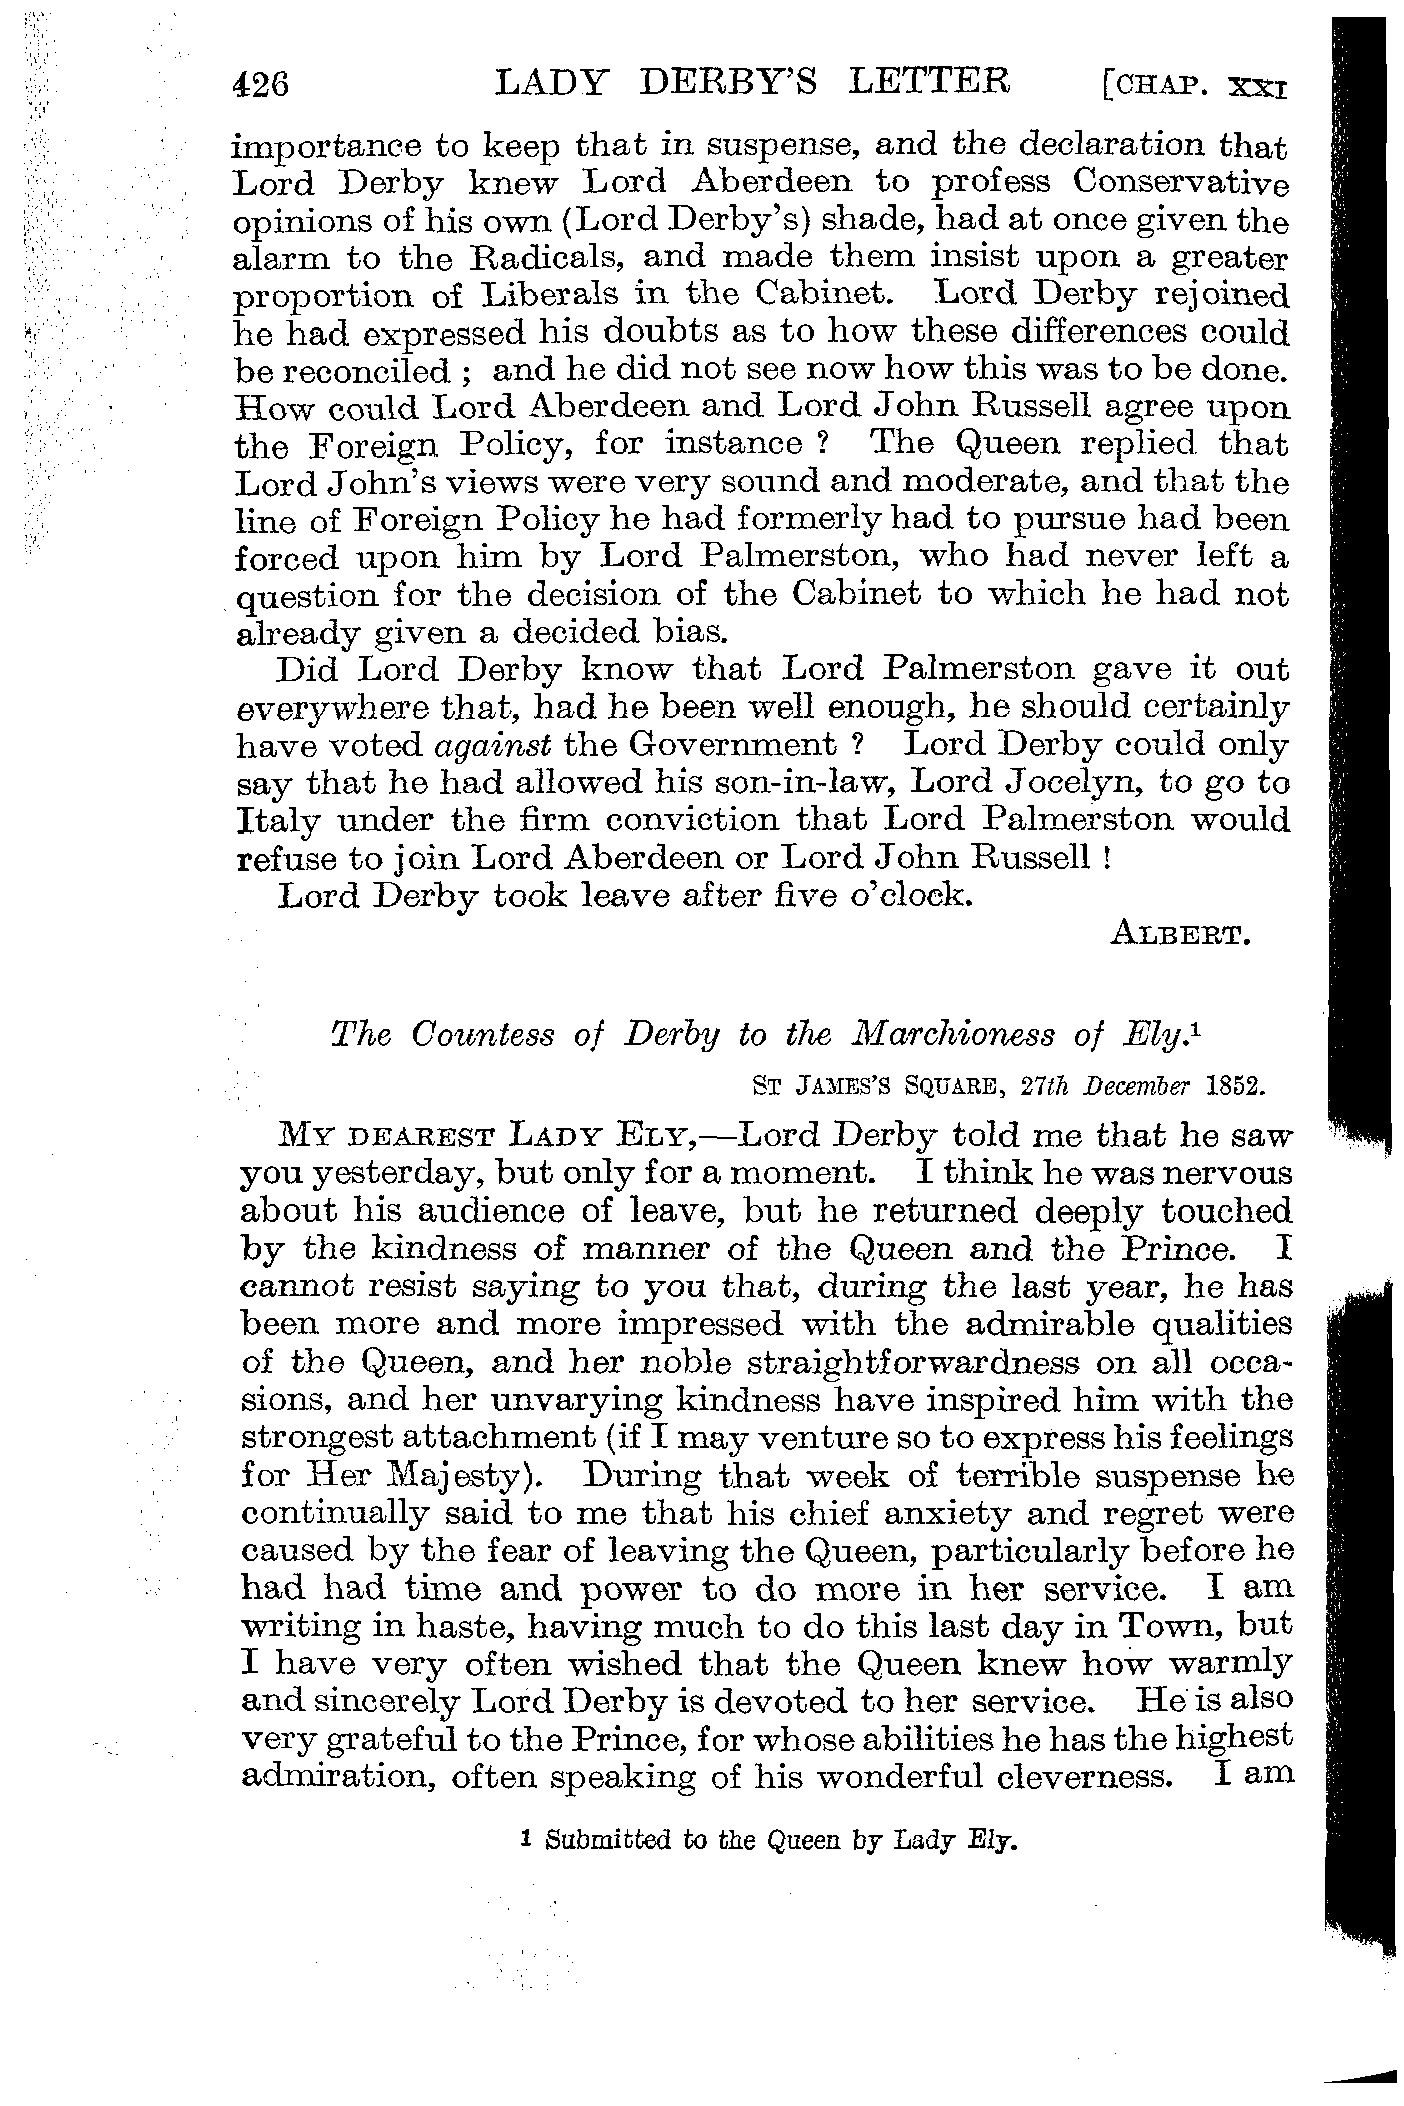 426 LADY DERBY'S LETTER [CHAP. XXI
importance to keep that in suspense, and the declaration that
Lord Derby knew Lord Aberdeen to profess Conservative
opinions of his own (Lord Derby's) shade, had at once given the
alarm to the Radicals, and made them insist upon a greater
proportion of Liberals in the Cabinet. Lord Derby rejoined
he had expressed his doubts as to how these differences could
be reconciled ; and he did not see now how this was to be done.
How could Lord Aberdeen and Lord John Russell agree upon
the Foreign Policy, for instance ? The Queen replied that
Lord John's views were very sound and moderate, and that the
line of Foreign Policy he had formerly had to pursue had been
forced upon him by Lord Palmerston, who had never left a
question for the decision of the Cabinet to which he had not
already given a decided bias.
Did Lord Derby know that Lord Palmerston gave it out
everywhere that, had he been well enough, he should certainly
have voted against the Government ? Lord Derby could only
say that he had allowed his son-in-law, Lord Jocelyn, to go to
Italy under the firm conviction that Lord Palmerston would
refuse to join Lord Aberdeen or Lord John Russell !
Lord Derby took leave after five o'clock.
ALBERT.
The Countess of Derby to the Marchioness of Ely.¹
ST JAMES'S SQUARE, 27th December 1852.
MY DEAREST LADY ELY,—Lord Derby told me that he saw
you yesterday, but only for a moment. I think he was nervous
about his audience of leave, but he returned deeply touched
by the kindness of manner of the Queen and the Prince. I
cannot resist saying to you that, during the last year, he has
been more and more impressed with the admirable qualities
of the Queen, and her noble straightforwardness on all occa-
sions, and her unvarying kindness have inspired him with the
strongest attachment (if I may venture so to express his feelings
for Her Majesty). During that week of terrible suspense he
continually said to me that his chief anxiety and regret were
caused by the fear of leaving the Queen, particularly before he
had had time and power to do more in her service. I am
writing in haste, having much to do this last day in Town, but
I have very often wished that the Queen knew how warmly
and sincerely Lord Derby is devoted to her service. He is also
very grateful to the Prince, for whose abilities he has the highest
admiration, often speaking of his wonderful cleverness. I am
1 Submitted to the Queen by Lady Ely.